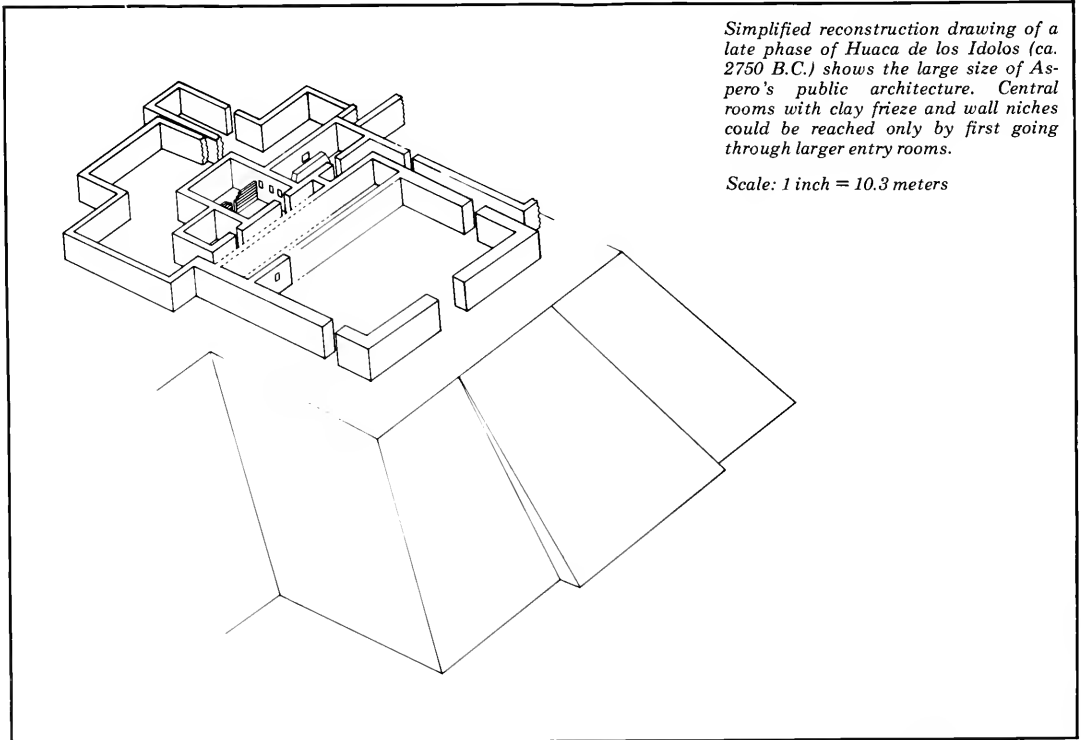 Simplified reconstruction drawing of a
late phase of Huaca de los Idolos (ca.
2750 B.C.) shows the large size of As-
pero's public architecture. Central
rooms with clay frieze and wall niches
could be reached only by first going
through larger entry rooms.
Scale: 1 inch = 10.3 meters